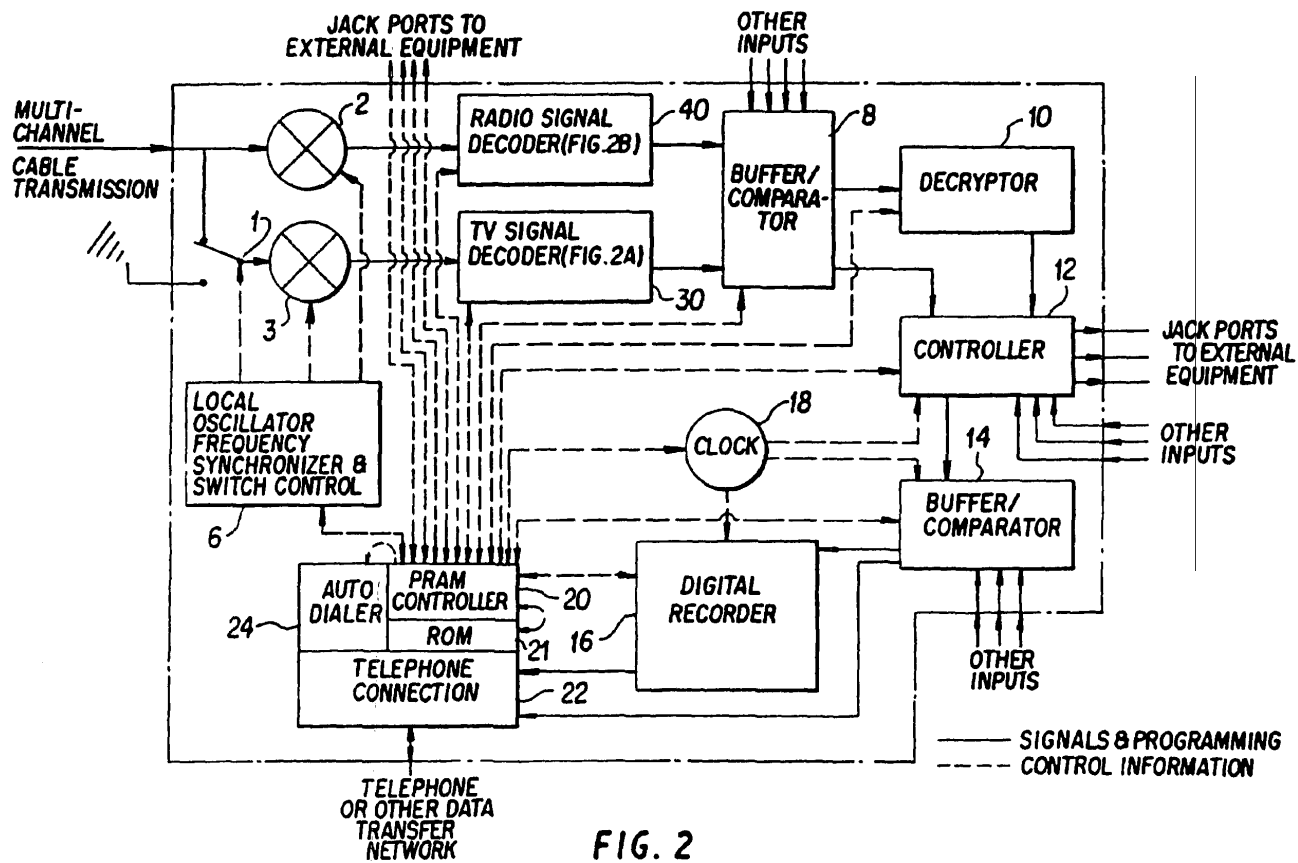 JACK PORTS TO
EXTERNAL EQUIPMENT
OTHER
INPUTS
MULTI-
CHANNEL
CABLE
TRANSMISSION
2
RADIO SIGNAL
DECODER(FIG.2B)
40
8
BUFFER/
COMPARA-
TOR
10
DECRYPTOR
1
3
TV SIGNAL
DECODER(FIG.2A)
30
12
CONTROLLER
JACK PORTS
TO EXTERNAL
EQUIPMENT
OTHER
INPUTS
LOCAL
OSCILLATOR
FREQUENCY
SYNCHRONIZER &
SWITCH CONTROL
6
18
CLOCK
14
BUFFER/
COMPARATOR
OTHER
INPUTS
AUTO
DIALER
24
PRAM
CONTROLLER
20
ROM
21
TELEPHONE
CONNECTION
22
16
DIGITAL
RECORDER
SIGNALS & PROGRAMMING
CONTROL INFORMATION
TELEPHONE
OR OTHER DATA
TRANSFER
NETWORK
FIG. 2